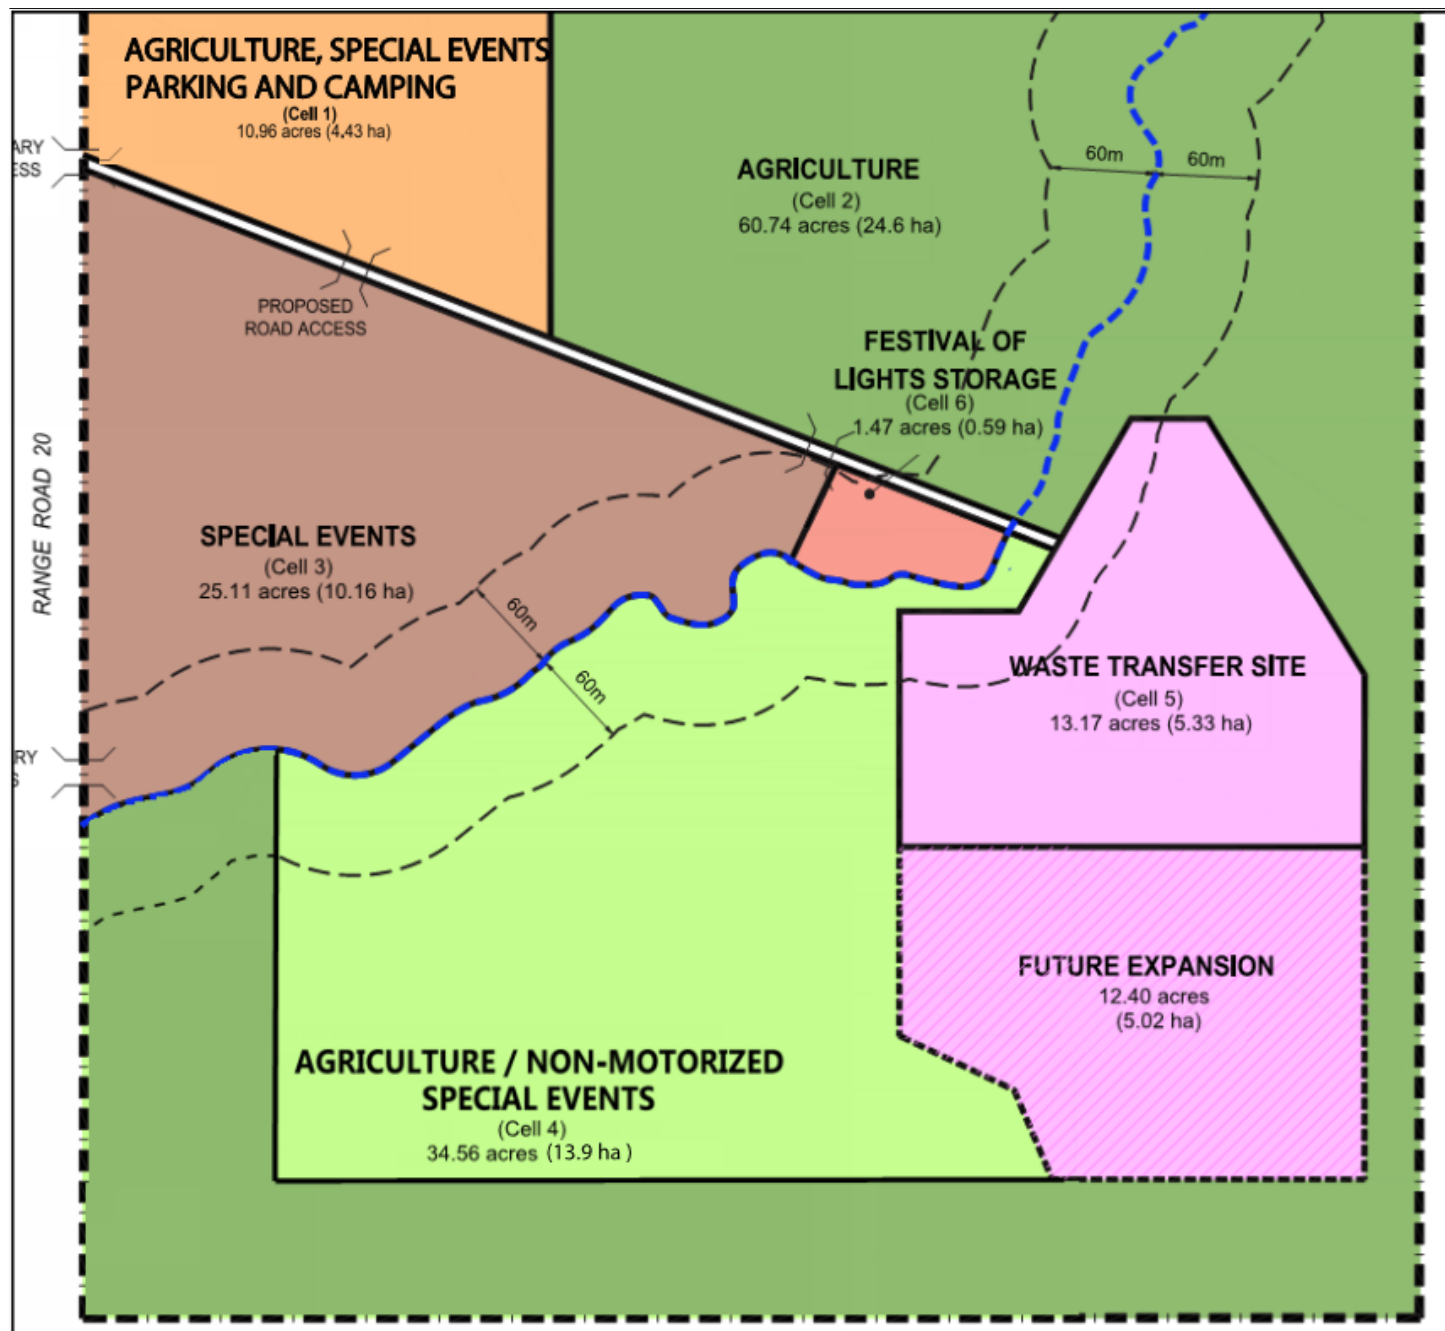 AGRICULTURE, SPECIAL EVENTS
PARKING AND CAMPING
(Cell 1)
10.96 acres (4.43 ha)
ARY
ESS
PROPOSED
ROAD ACCESS
AGRICULTURE
(Cell 2)
60.74 acres (24.6 ha)
60m
60m
FESTIVAL OF
LIGHTS STORAGE
(Cell 6)
1.47 acres (0.59 ha)
RANGE ROAD 20
SPECIAL EVENTS
(Cell 3)
25.11 acres (10.16 ha)
60m
60m
WASTE TRANSFER SITE
(Cell 5)
13.17 acres (5.33 ha)
RY
S
FUTURE EXPANSION
12.40 acres
(5.02 ha)
AGRICULTURE / NON-MOTORIZED
SPECIAL EVENTS
(Cell 4)
34.56 acres (13.9 ha )